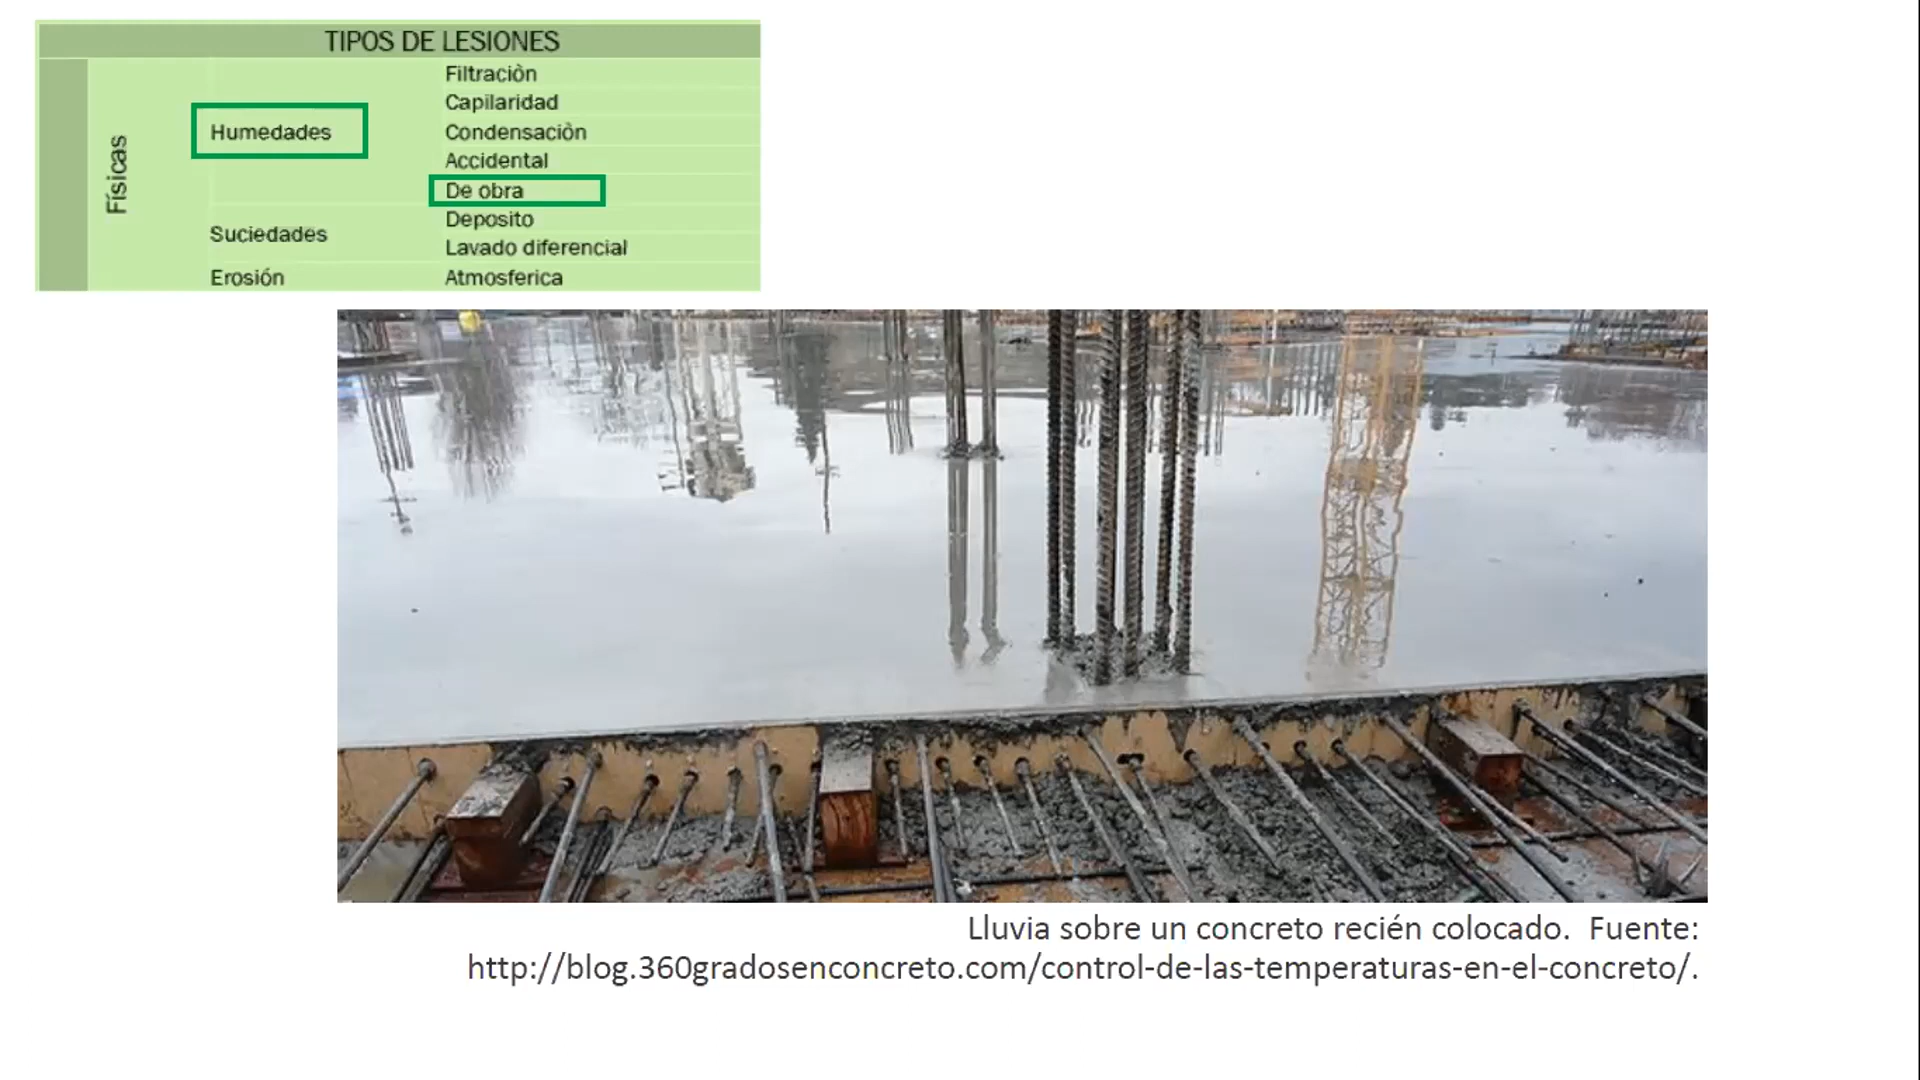 TIPOS DE LESIONES
Físicas
Humedades
Filtraciòn
Capilaridad
Condensaciòn
Accidental
De obra
Suciedades
Deposito
Lavado diferencial
Erosión
Atmosferica
Lluvia sobre un concreto recién colocado. Fuente:
http://blog.360gradosenconcreto.com/control-de-las-temperaturas-en-el-concreto/.